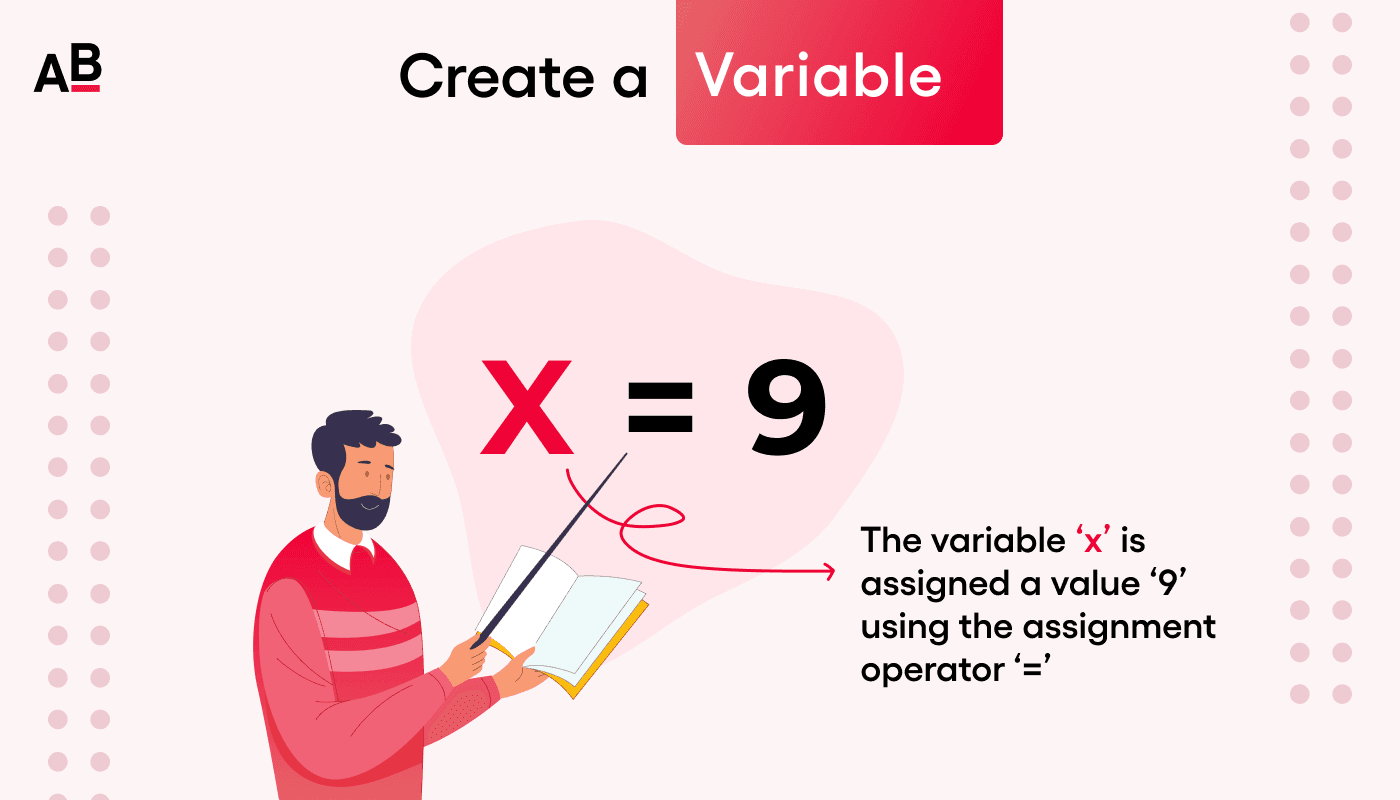 AB
Create a Variable
x = 9
The variable ‘x’ is
assigned a value ‘9’
using the assignment
operator ‘=’